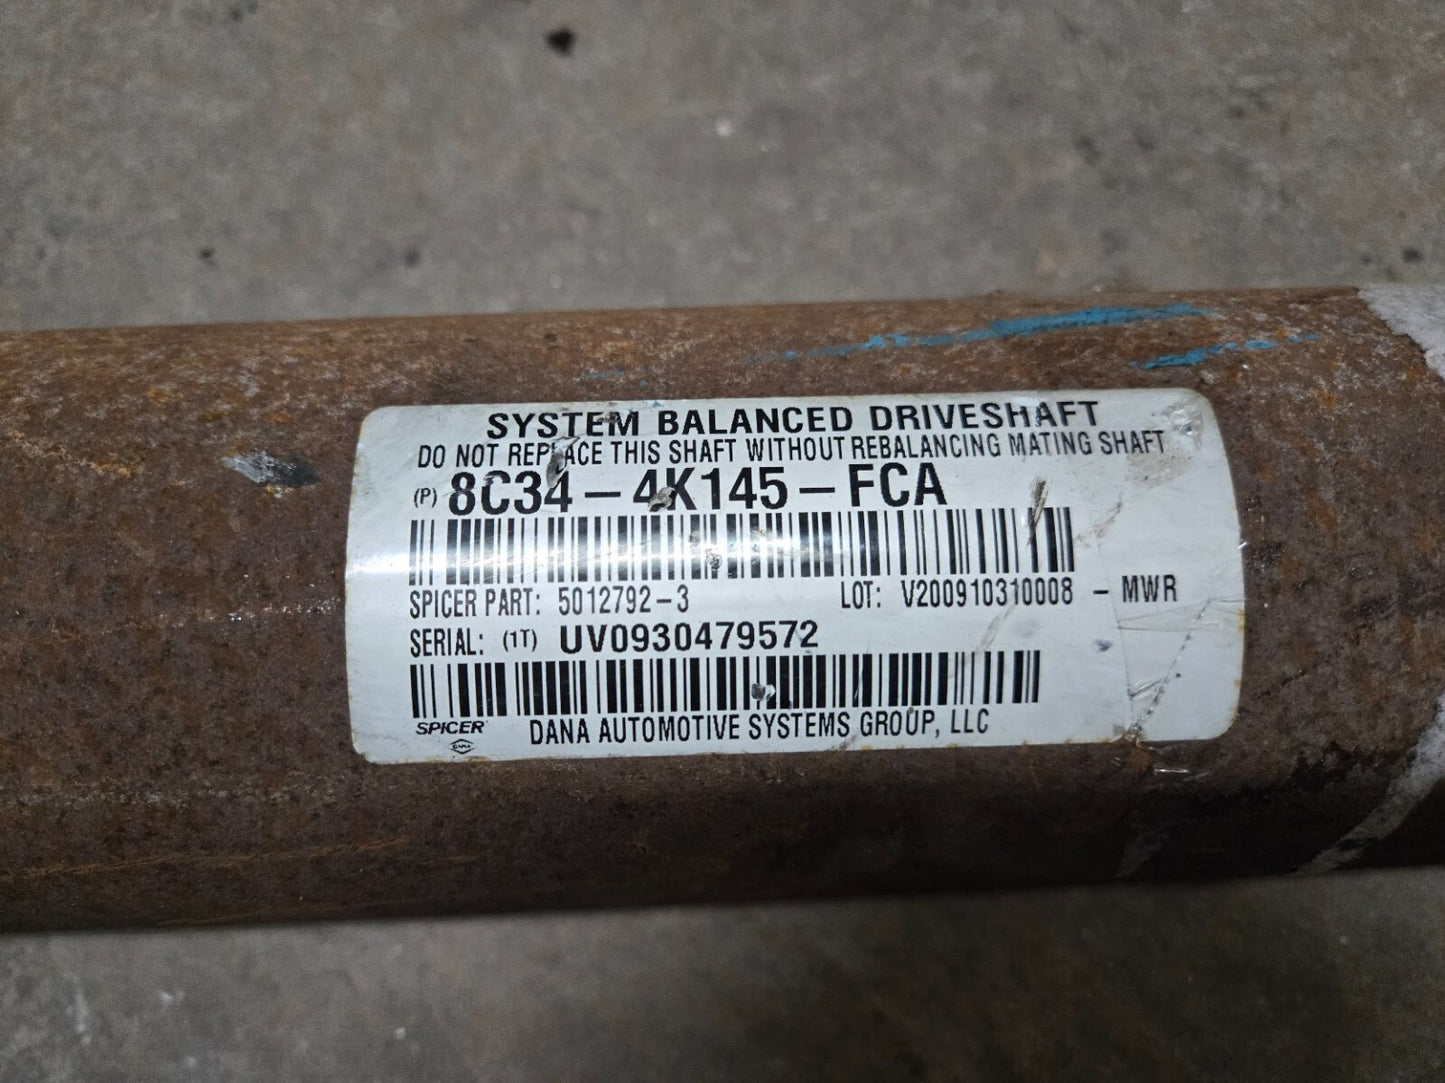 SYSTEM BALANCED DRIVESHAFT
DO NOT REPLACE THIS SHAFT WITHOUT REBALANCING MATING SHAFT
(P) 8C34-4K145-FCA
SPICER PART: 5012792-3 LOT: V200910310008 - MWR
SERIAL: (1T) UV0930479572
SPICER
DANA
DANA AUTOMOTIVE SYSTEMS GROUP, LLC